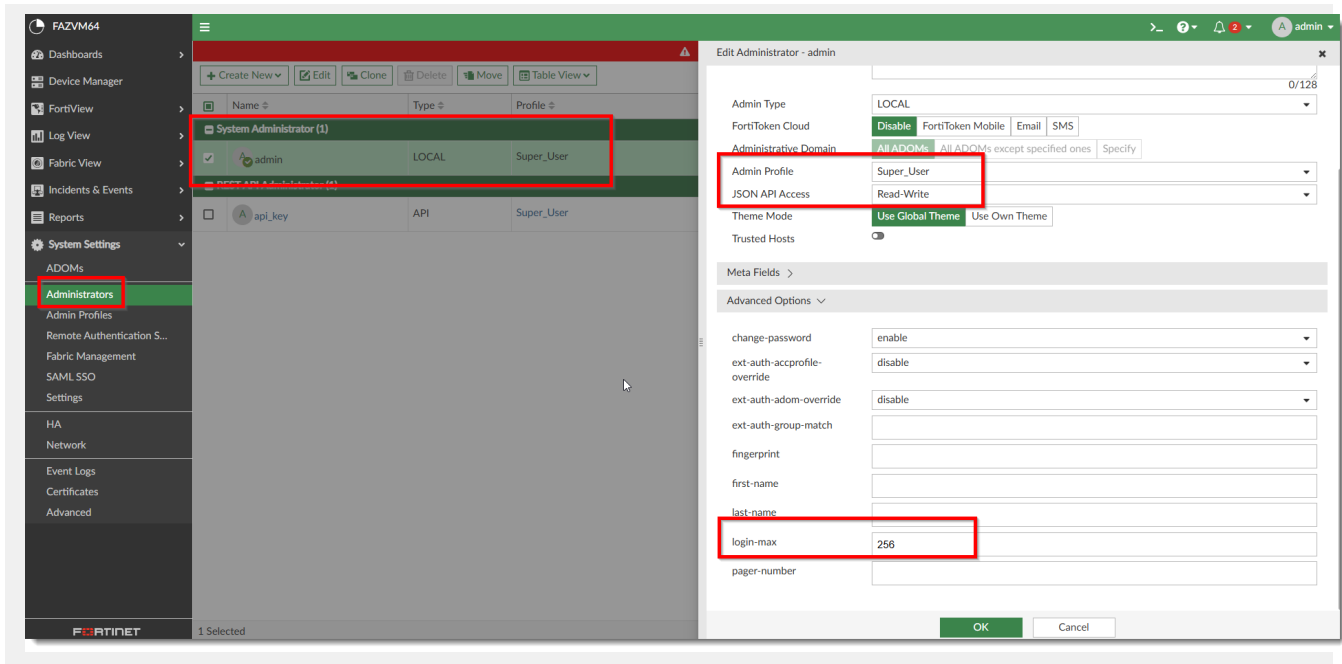 FAZVM64
>_
?
2
A admin
Dashboards
Device Manager
FortiView
Log View
Fabric View
Incidents & Events
Reports
System Settings
ADOMs
Administrators
Admin Profiles
Remote Authentication S...
Fabric Management
SAML SSO
Settings
HA
Network
Event Logs
Certificates
Advanced
FORTINET
+ Create New Edit Clone Delete Move Table View
Name Type Profile
System Administrator (1)
A admin LOCAL Super_User
REST API Administrator (1)
A api_key API Super_User
1 Selected
Edit Administrator - admin
0/128
Admin Type LOCAL
FortiToken Cloud Disable FortiToken Mobile Email SMS
Administrative Domain All ADOMs All ADOMs except specified ones Specify
Admin Profile Super_User
JSON API Access Read-Write
Theme Mode Use Global Theme Use Own Theme
Trusted Hosts
Meta Fields >
Advanced Options
change-password enable
ext-auth-accprofile-
override
disable
ext-auth-adom-override disable
ext-auth-group-match
fingerprint
first-name
last-name
login-max 256
pager-number
OK Cancel